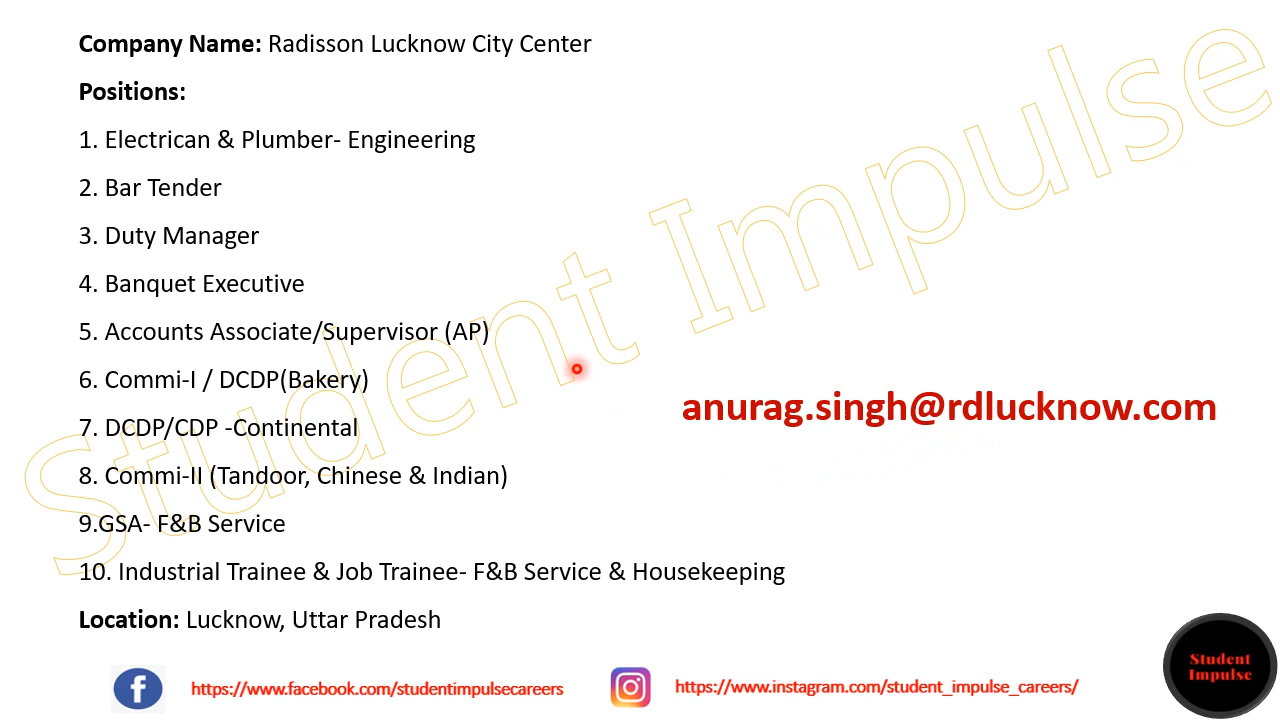 Company Name: Radisson Lucknow City Center
Positions:
1. Electrican & Plumber- Engineering
2. Bar Tender
3. Duty Manager
4. Banquet Executive
5. Accounts Associate/Supervisor (AP)
6. Commi-I / DCDP(Bakery)
7. DCDP/CDP -Continental
8. Commi-II (Tandoor, Chinese & Indian)
9.GSA- F&B Service
10. Industrial Trainee & Job Trainee- F&B Service & Housekeeping
Location: Lucknow, Uttar Pradesh
anurag.singh@rdlucknow.com
Student Impulse
https://www.facebook.com/studentimpulsecareers
https://www.instagram.com/student_impulse_careers/
Student
Impulse